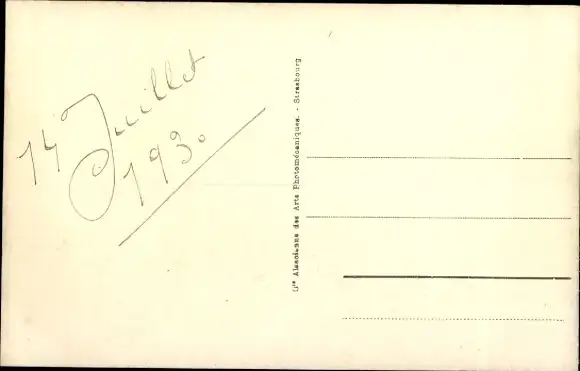 14 Juillet
1930
Cie Alsacienne des Arts Photomécaniques. - Strasbourg